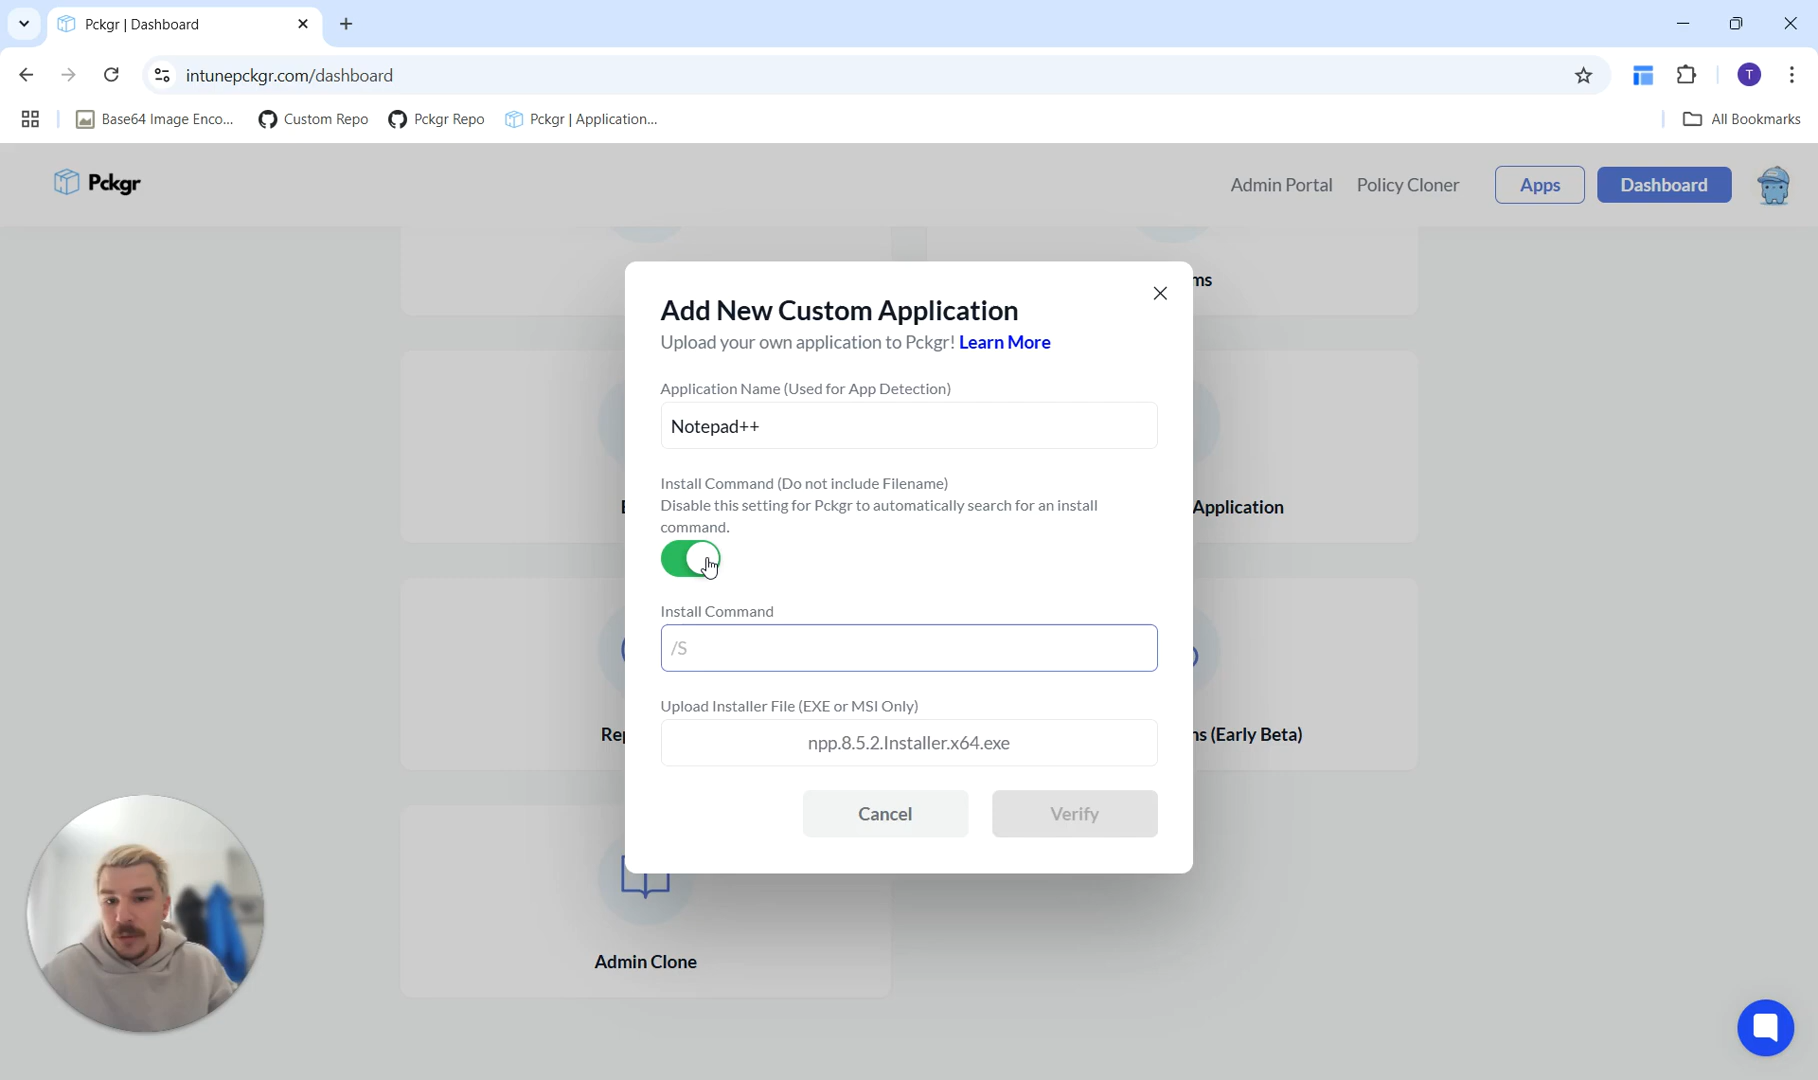 Pckgr | Dashboard
intunepckgr.com/dashboard
T
Base64 Image Enco...
Custom Repo
Pckgr Repo
Pckgr | Application...
All Bookmarks
Pckgr
Admin Portal
Policy Cloner
Apps
Dashboard
ms
Add New Custom Application
Upload your own application to Pckgr! Learn More
Application Name (Used for App Detection)
Notepad++
Install Command (Do not include Filename)
Disable this setting for Pckgr to automatically search for an install
command.
Application
Install Command
/S
Upload Installer File (EXE or MSI Only)
npp.8.5.2.Installer.x64.exe
Rep
ns (Early Beta)
Cancel
Verify
Admin Clone